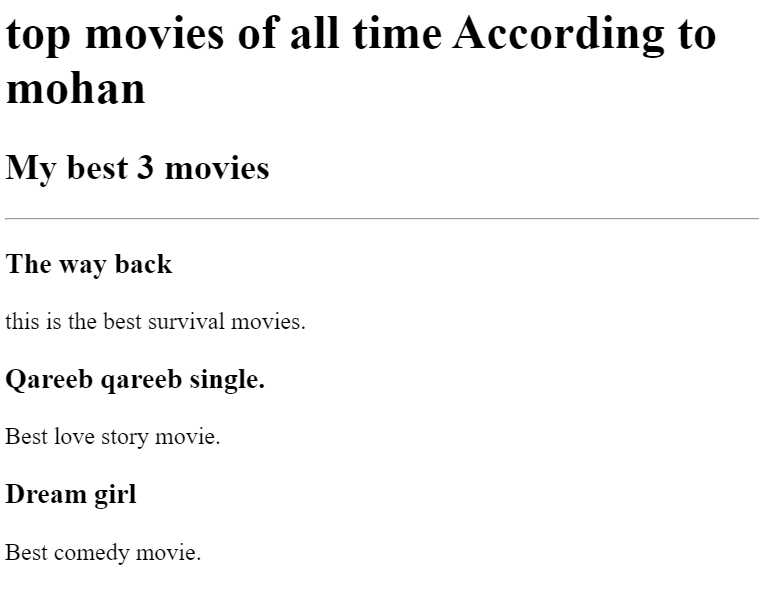 top movies of all time According to
mohan
My best 3 movies
The way back
this is the best survival movies.
Qareeb qareeb single.
Best love story movie.
Dream girl
Best comedy movie.